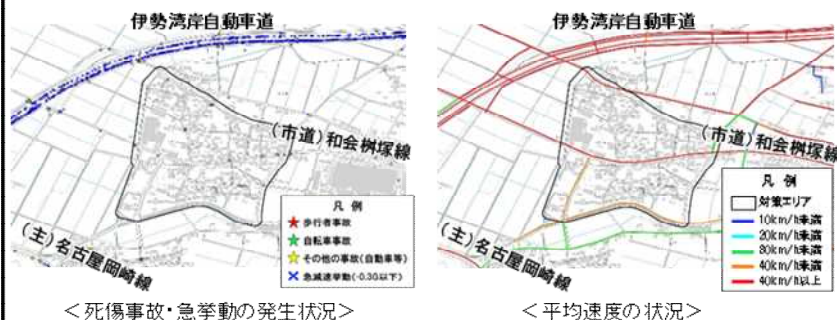 伊勢湾岸自動車道
(市道)和会桝塚線
(主)名古屋岡崎線
凡例
歩行者事故
自転車事故
その他の事故(自動車等)
急減速挙動(-0.3G以下)
<死傷事故・急挙動の発生状況>
伊勢湾岸自動車道
(市道)和会桝塚線
(主)名古屋岡崎線
凡例
対策エリア
10km/h未満
20km/h未満
30km/h未満
40km/h未満
40km/h以上
<平均速度の状況>